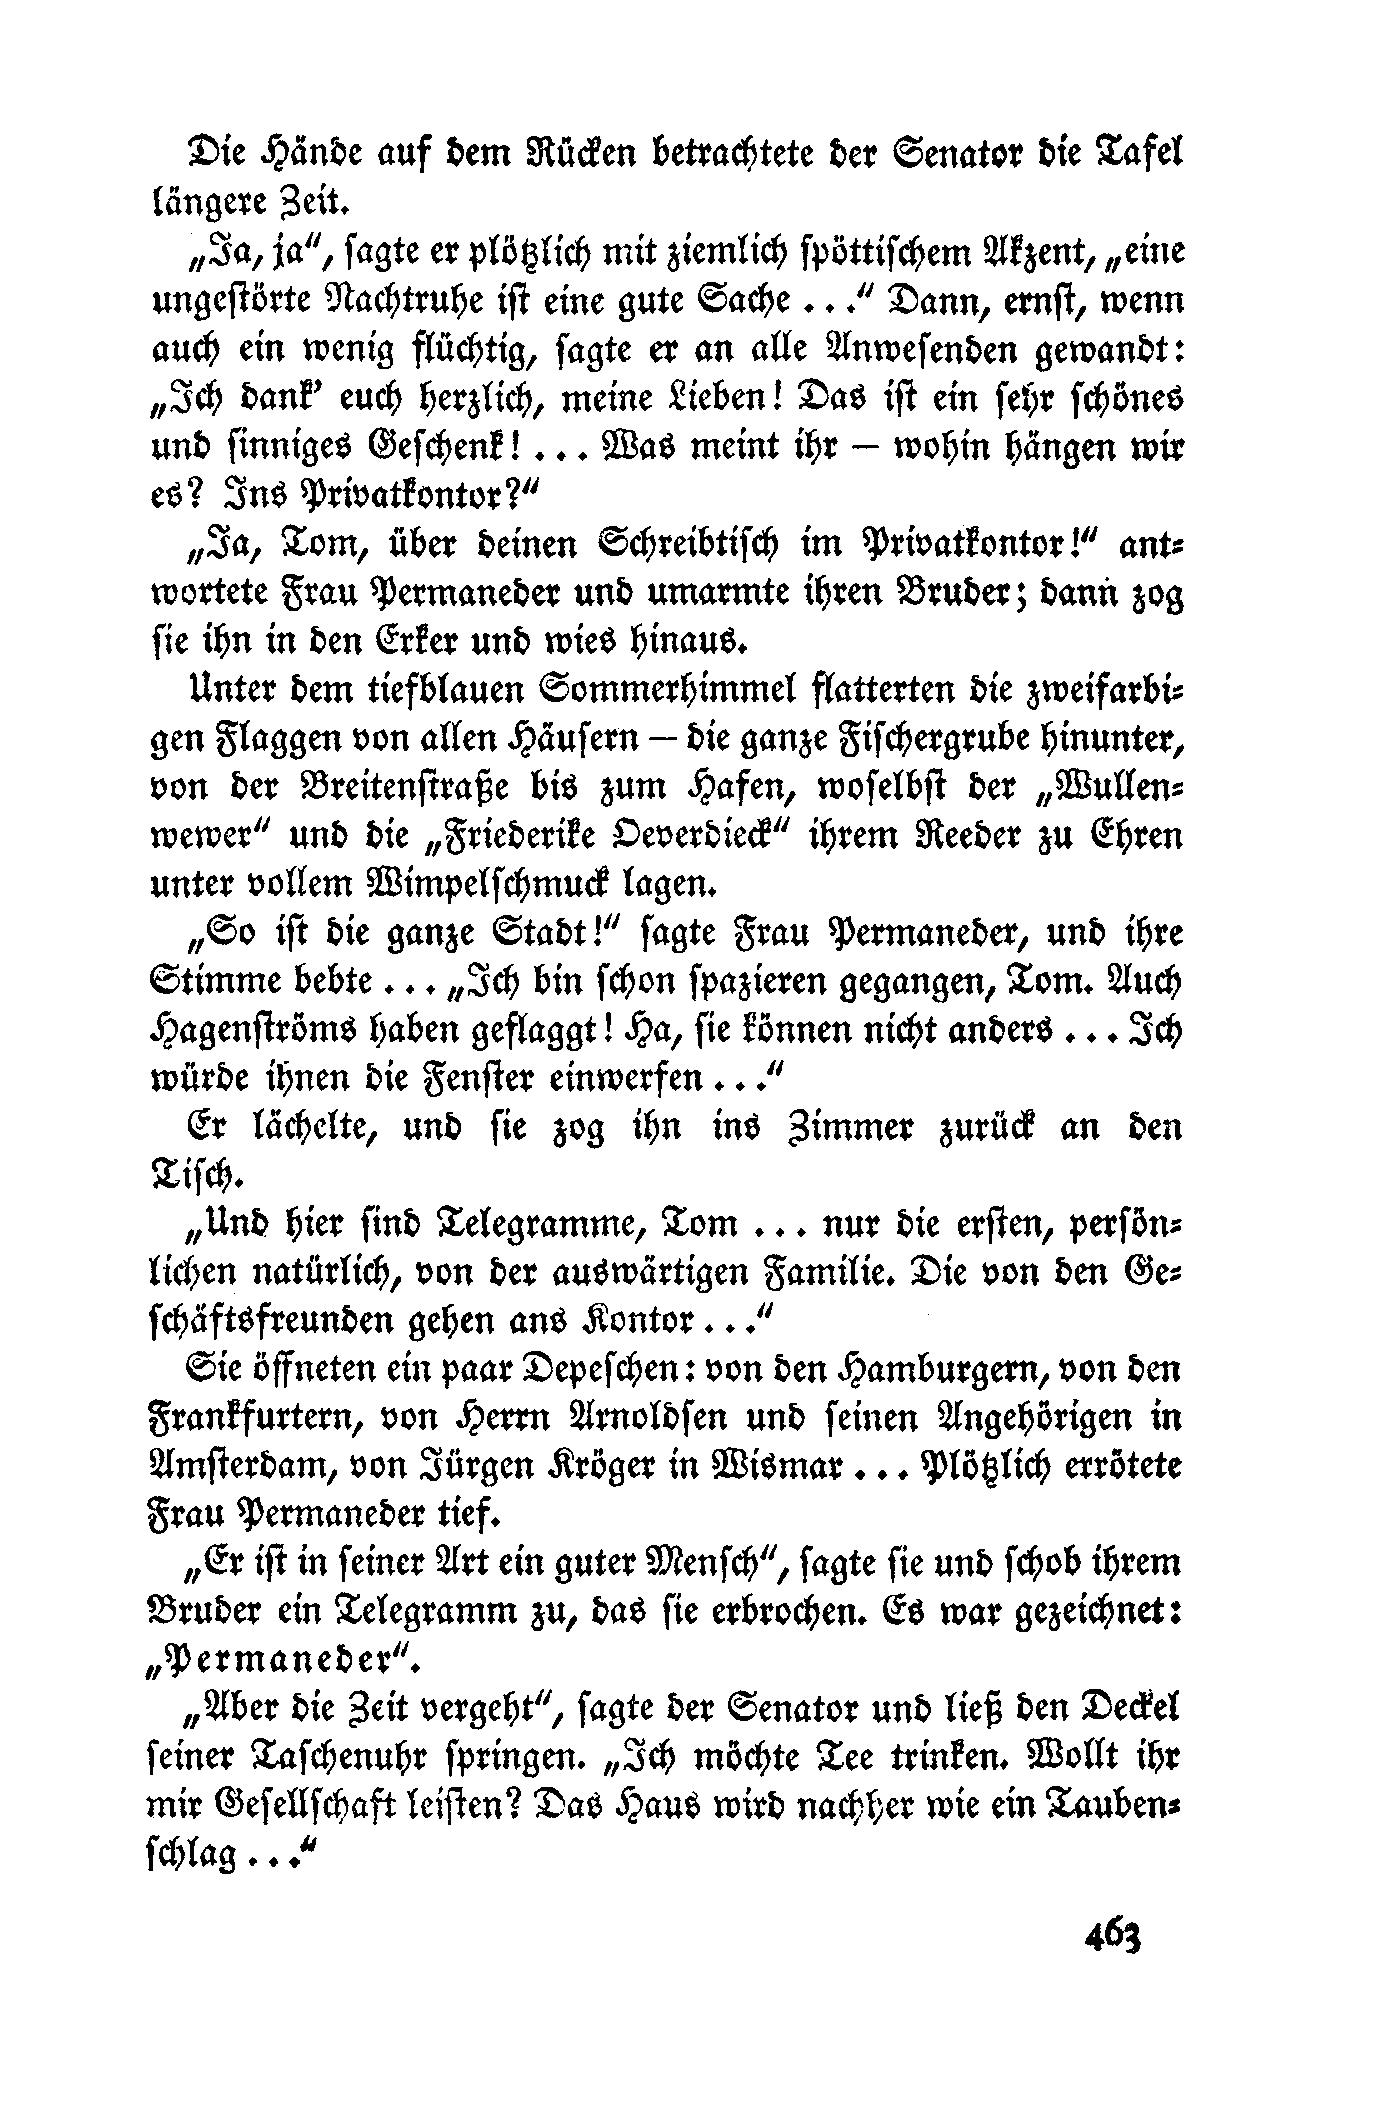 Die Hände auf dem Rücken betrachtete der Senator die Tafel
längere Zeit.
„Ja, ja“, sagte er plötzlich mit ziemlich spöttischem Akzent, „eine
ungestörte Nachtruhe ist eine gute Sache . . .“ Dann, ernst, wenn
auch ein wenig flüchtig, sagte er an alle Anwesenden gewandt:
„Ich dank’ euch herzlich, meine Lieben! Das ist ein sehr schönes
und sinniges Geschenk! . . . Was meint ihr — wohin hängen wir
es? Ins Privatkontor?“
„Ja, Tom, über deinen Schreibtisch im Privatkontor!“ ant-
wortete Frau Permaneder und umarmte ihren Bruder; dann zog
sie ihn in den Erker und wies hinaus.
Unter dem tiefblauen Sommerhimmel flatterten die zweifarbi-
gen Flaggen von allen Häusern — die ganze Fischergrube hinunter,
von der Breitenstraße bis zum Hafen, woselbst der „Wullen-
wewer“ und die „Friederike Oeverdieck“ ihrem Reeder zu Ehren
unter vollem Wimpelschmuck lagen.
„So ist die ganze Stadt!“ sagte Frau Permaneder, und ihre
Stimme bebte . . . „Ich bin schon spazieren gegangen, Tom. Auch
Hagenströms haben geflaggt! Ha, sie können nicht anders . . . Ich
würde ihnen die Fenster einwerfen . . .“
Er lächelte, und sie zog ihn ins Zimmer zurück an den
Tisch.
„Und hier sind Telegramme, Tom . . . nur die ersten, persön-
lichen natürlich, von der auswärtigen Familie. Die von den Ge-
schäftsfreunden gehen ans Kontor . . .“
Sie öffneten ein paar Depeschen: von den Hamburgern, von den
Frankfurtern, von Herrn Arnoldsen und seinen Angehörigen in
Amsterdam, von Jürgen Kröger in Wismar . . . Plötzlich errötete
Frau Permaneder tief.
„Er ist in seiner Art ein guter Mensch“, sagte sie und schob ihrem
Bruder ein Telegramm zu, das sie erbrochen. Es war gezeichnet:
„Permaneder“.
„Aber die Zeit vergeht“, sagte der Senator und ließ den Deckel
seiner Taschenuhr springen. „Ich möchte Tee trinken. Wollt ihr
mir Gesellschaft leisten? Das Haus wird nachher wie ein Tauben-
schlag . . .“
463